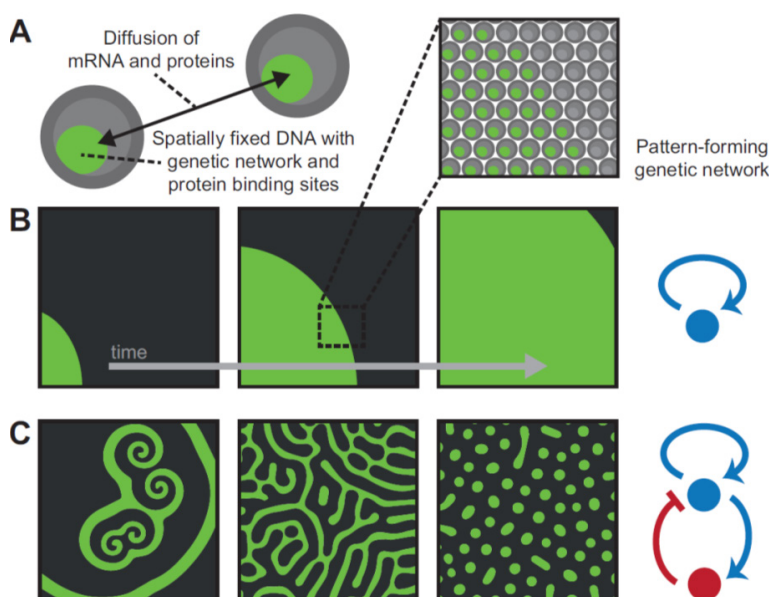 A
Diffusion of
mRNA and proteins
Spatially fixed DNA with
genetic network and
protein binding sites
Pattern-forming
genetic network
B
time
C